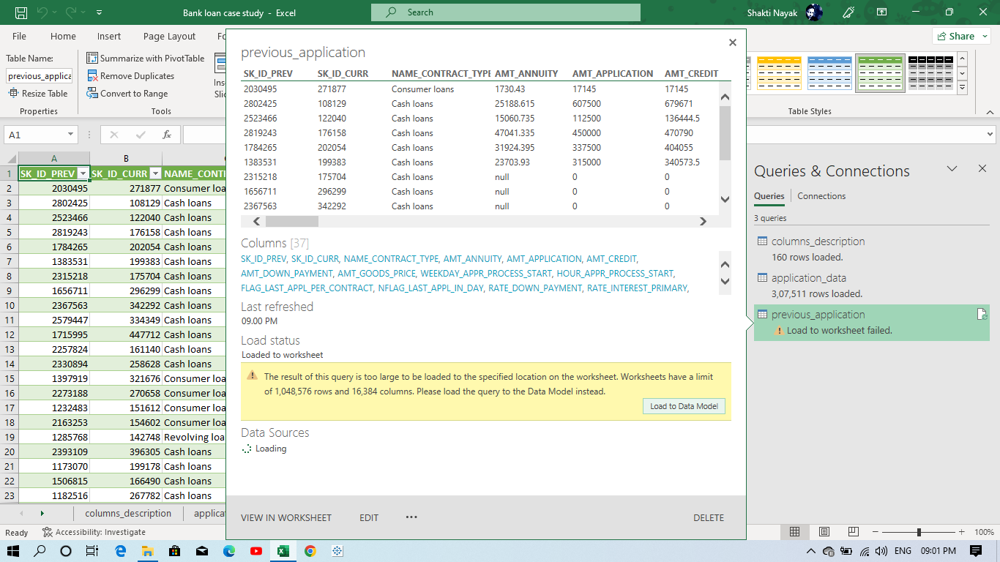 Bank loan case study - Excel
Search
Shakti Nayak
File Home Insert Page Layout
Share
Table Name:
previous_applica
Resize Table
Properties
Summarize with PivotTable
Remove Duplicates
Convert to Range
Tools
Table Styles
A1
fx
A B
1 SK_ID_PREV SK_ID_CURR NAME_CONTI
2 2030495 271877 Consumer loa
3 2802425 108129 Cash loans
4 2523466 122040 Cash loans
5 2819243 176158 Cash loans
6 1784265 202054 Cash loans
7 1383531 199383 Cash loans
8 2315218 175704 Cash loans
9 1656711 296299 Cash loans
10 2367563 342292 Cash loans
11 2579447 334349 Cash loans
12 1715995 447712 Cash loans
13 2257824 161140 Cash loans
14 2330894 258628 Cash loans
15 1397919 321676 Consumer loa
16 2273188 270658 Consumer loa
17 1232483 151612 Consumer loa
18 2163253 154602 Consumer loa
19 1285768 142748 Revolving loa
20 2393109 396305 Cash loans
21 1173070 199178 Cash loans
22 1506815 166490 Cash loans
23 1182516 267782 Cash loans
columns_description applica
Ready Accessibility: Investigate
previous_application
SK_ID_PREV SK_ID_CURR NAME_CONTRACT_TYPE AMT_ANNUITY AMT_APPLICATION AMT_CREDIT
2030495 271877 Consumer loans 1730.43 17145 17145
2802425 108129 Cash loans 25188.615 607500 679671
2523466 122040 Cash loans 15060.735 112500 136444.5
2819243 176158 Cash loans 47041.335 450000 470790
1784265 202054 Cash loans 31924.395 337500 404055
1383531 199383 Cash loans 23703.93 315000 340573.5
2315218 175704 Cash loans null 0 0
1656711 296299 Cash loans null 0 0
2367563 342292 Cash loans null 0 0
Columns [37]
SK_ID_PREV, SK_ID_CURR, NAME_CONTRACT_TYPE, AMT_ANNUITY, AMT_APPLICATION, AMT_CREDIT,
AMT_DOWN_PAYMENT, AMT_GOODS_PRICE, WEEKDAY_APPR_PROCESS_START, HOUR_APPR_PROCESS_START,
FLAG_LAST_APPL_PER_CONTRACT, NFLAG_LAST_APPL_IN_DAY, RATE_DOWN_PAYMENT, RATE_INTEREST_PRIMARY,
Last refreshed
09.00 PM
Load status
Loaded to worksheet
The result of this query is too large to be loaded to the specified location on the worksheet. Worksheets have a limit
of 1,048,576 rows and 16,384 columns. Please load the query to the Data Model instead.
Load to Data Model
Data Sources
Loading
VIEW IN WORKSHEET EDIT ••• DELETE
Queries & Connections
Queries Connections
3 queries
columns_description
160 rows loaded.
application_data
3,07,511 rows loaded.
previous_application
Load to worksheet failed.
100%
ENG 09:01 PM